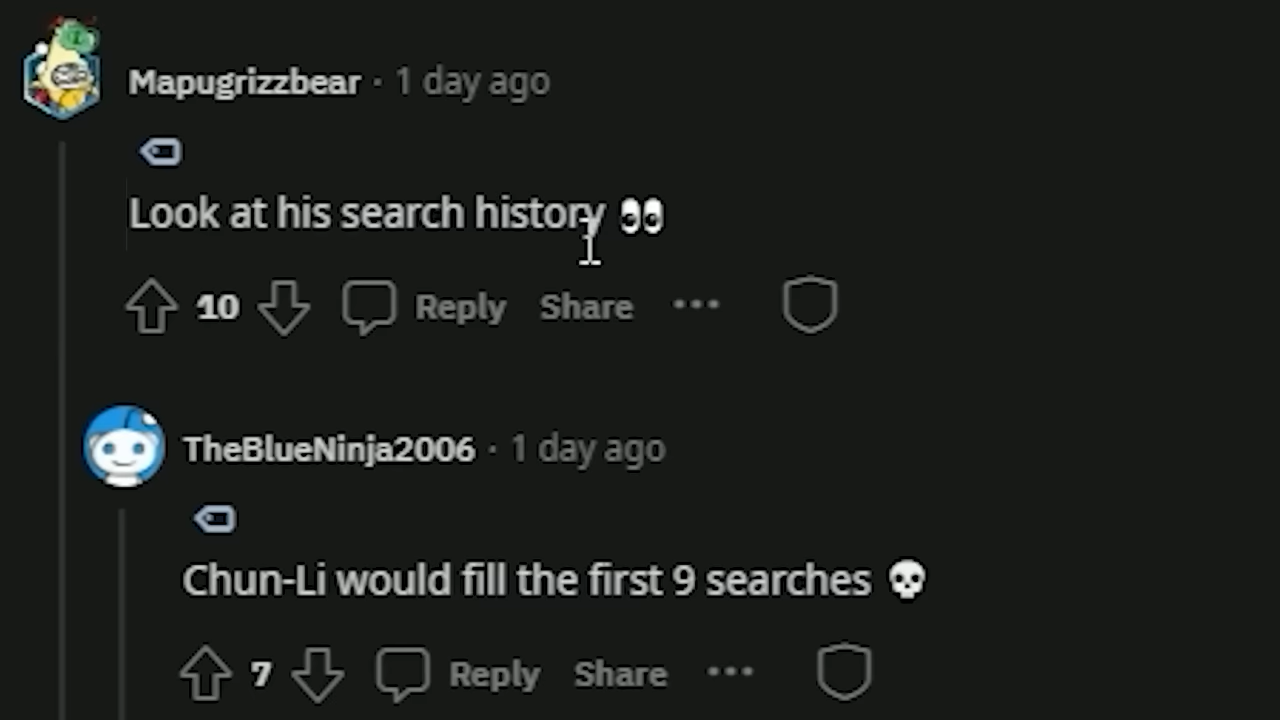 Mapugrizzbear · 1 day ago
Look at his search history 👀
10 Reply Share ···
TheBlueNinja2006 · 1 day ago
Chun-Li would fill the first 9 searches 💀
7 Reply Share ···